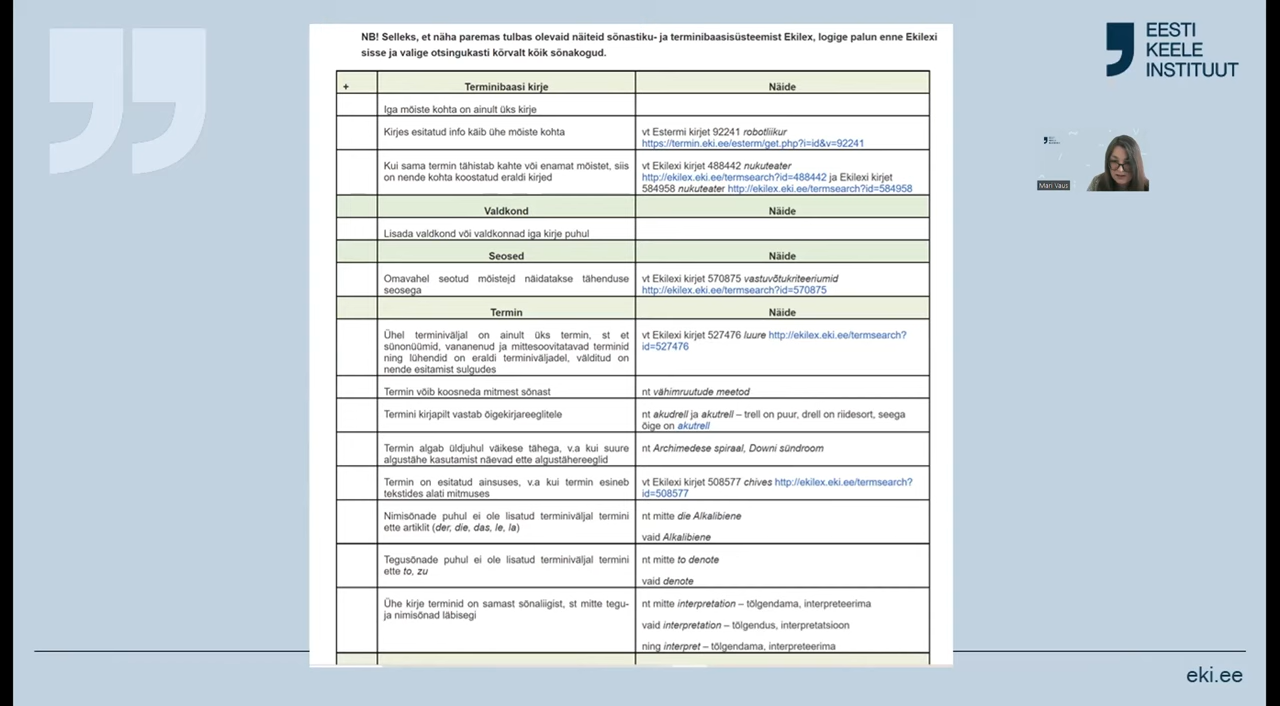 NB! Selleks, et näha paremas tulbas olevaid näiteid sõnastiku- ja terminibaasisüsteemist Ekilex, logige palun enne Ekilexi
sisse ja valige otsingukasti kõrvalt kõik sõnakogud.
EESTI
KEELE
INSTITUUT
Mari Vaus
+ Terminibaasi kirje Näide
Iga mõiste kohta on ainult üks kirje
Kirjes esitatud info käib ühe mõiste kohta
vt Estermi kirjet 92241 robotliikur
https://termin.eki.ee/esterm/get.php?i=id&v=92241
Kui sama termin tähistab kahte või enamat mõistet, siis
on nende kohta koostatud eraldi kirjed
vt Ekilexi kirjet 488442 nukuteater
http://ekilex.eki.ee/termsearch?id=488442 ja Ekilexi kirjet
584958 nukuteater http://ekilex.eki.ee/termsearch?id=584958
Valdkond Näide
Lisada valdkond või valdkonnad iga kirje puhul
Seosed Näide
Omavahel seotud mõistejd näidatakse tähenduse
seosega
vt Ekilexi kirjet 570875 vastuvõtukriteeriumid
http://ekilex.eki.ee/termsearch?id=570875
Termin Näide
Ühel terminiväljal on ainult üks termin, st et
sünonüümid, vananenud ja mittesoovitatavad terminid
ning lühendid on eraldi terminiväljadel, välditud on
nende esitamist sulgudes
vt Ekilexi kirjet 527476 luure http://ekilex.eki.ee/termsearch?
id=527476
Termin võib koosneda mitmest sõnast
nt vähimruutude meetod
Termini kirjapilt vastab õigekirjareeglitele
nt akudrell ja akutrell – trell on puur, drell on riidesort, seega
õige on akutrell
Termin algab üldjuhul väikese tähega, v.a kui suure
algustähe kasutamist näevad ette algustähereeglid
nt Archimedese spiraal, Downi sündroom
Termin on esitatud ainsuses, v.a kui termin esineb
tekstides alati mitmuses
vt Ekilexi kirjet 508577 chives http://ekilex.eki.ee/termsearch?
id=508577
Nimisõnade puhul ei ole lisatud terminiväljal termini
ette artiklit (der, die, das, le, la)
nt mitte die Alkalibiene
vaid Alkalibiene
Tegusõnade puhul ei ole lisatud terminiväljal termini
ette to, zu
nt mitte to denote
vaid denote
Ühe kirje terminid on samast sõnaliigist, st mitte tegu-
ja nimisõnad läbisegi
nt mitte interpretation – tõlgendama, interpreteerima
vaid interpretation – tõlgendus, interpretatsioon
ning interpret – tõlgendama, interpreteerima
eki.ee